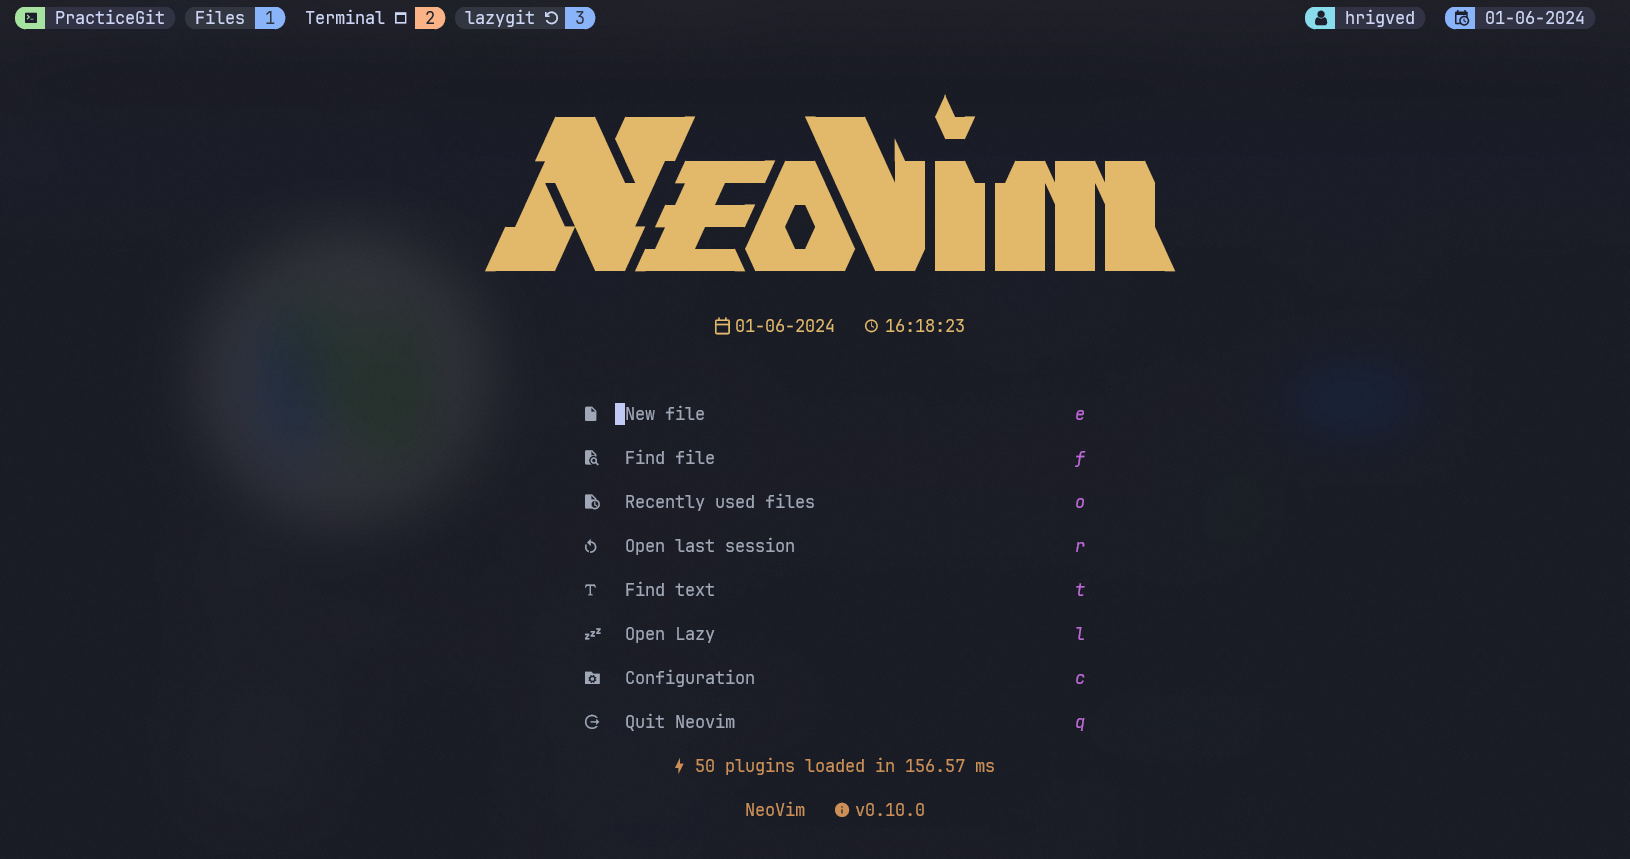 PracticeGit Files 1 Terminal 2 lazygit 3 hrigved 01-06-2024
NeoVim
01-06-2024 16:18:23
New file e
Find file f
Recently used files o
Open last session r
Find text t
zzz Open Lazy l
Configuration c
Quit Neovim q
50 plugins loaded in 156.57 ms
NeoVim v0.10.0